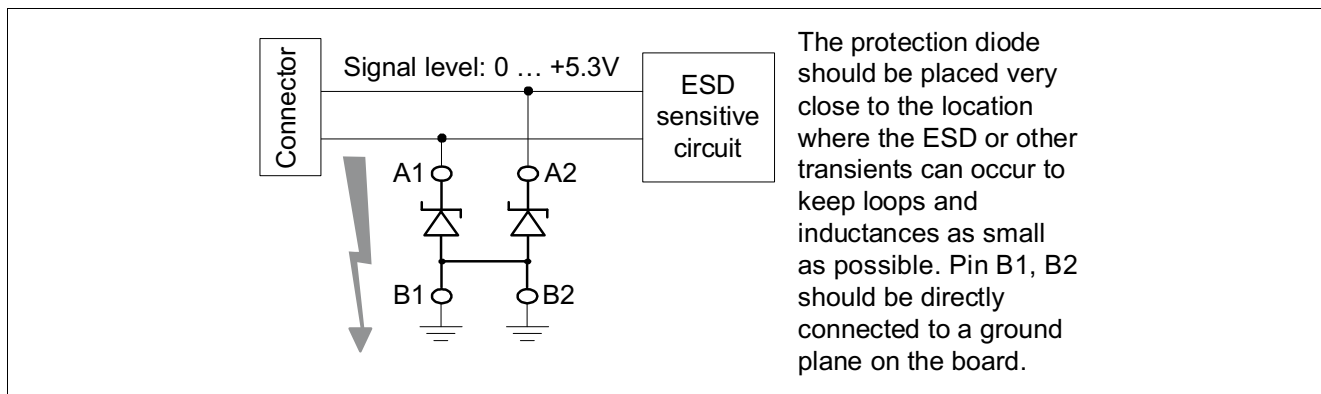 Connector
Signal level: 0 … +5.3V
ESD
sensitive
circuit
A1
A2
B1
B2
The protection diode
should be placed very
close to the location
where the ESD or other
transients can occur to
keep loops and
inductances as small
as possible. Pin B1, B2
should be directly
connected to a ground
plane on the board.